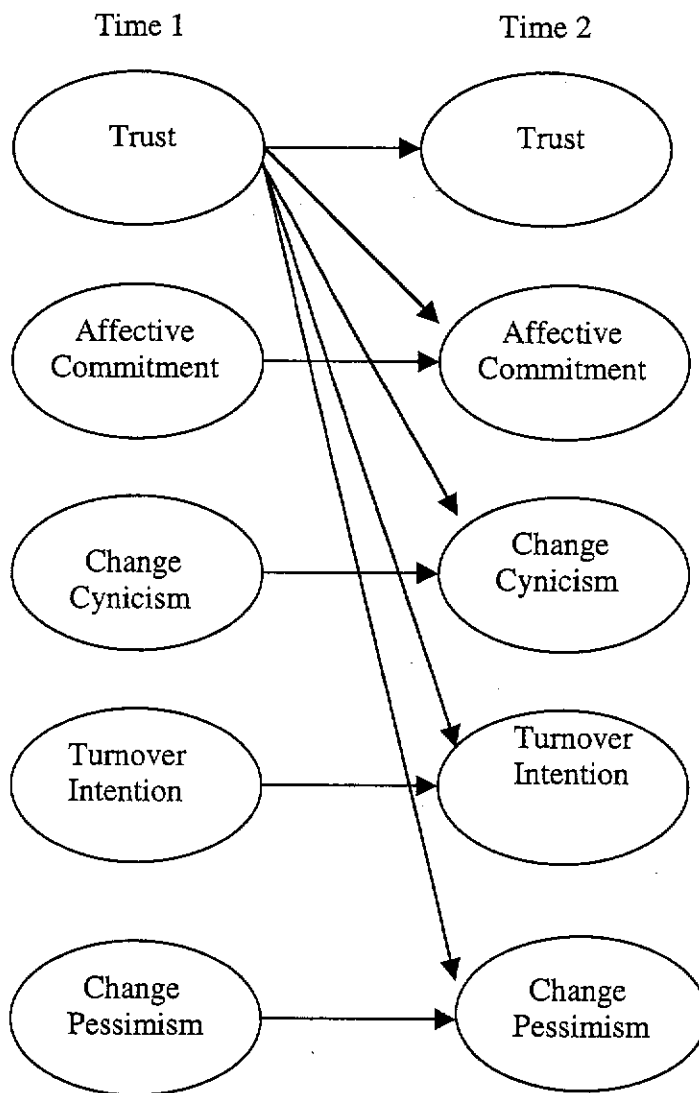 Time 1
Time 2
Trust
Trust
Affective
Commitment
Affective
Commitment
Change
Cynicism
Change
Cynicism
Turnover
Intention
Turnover
Intention
Change
Pessimism
Change
Pessimism